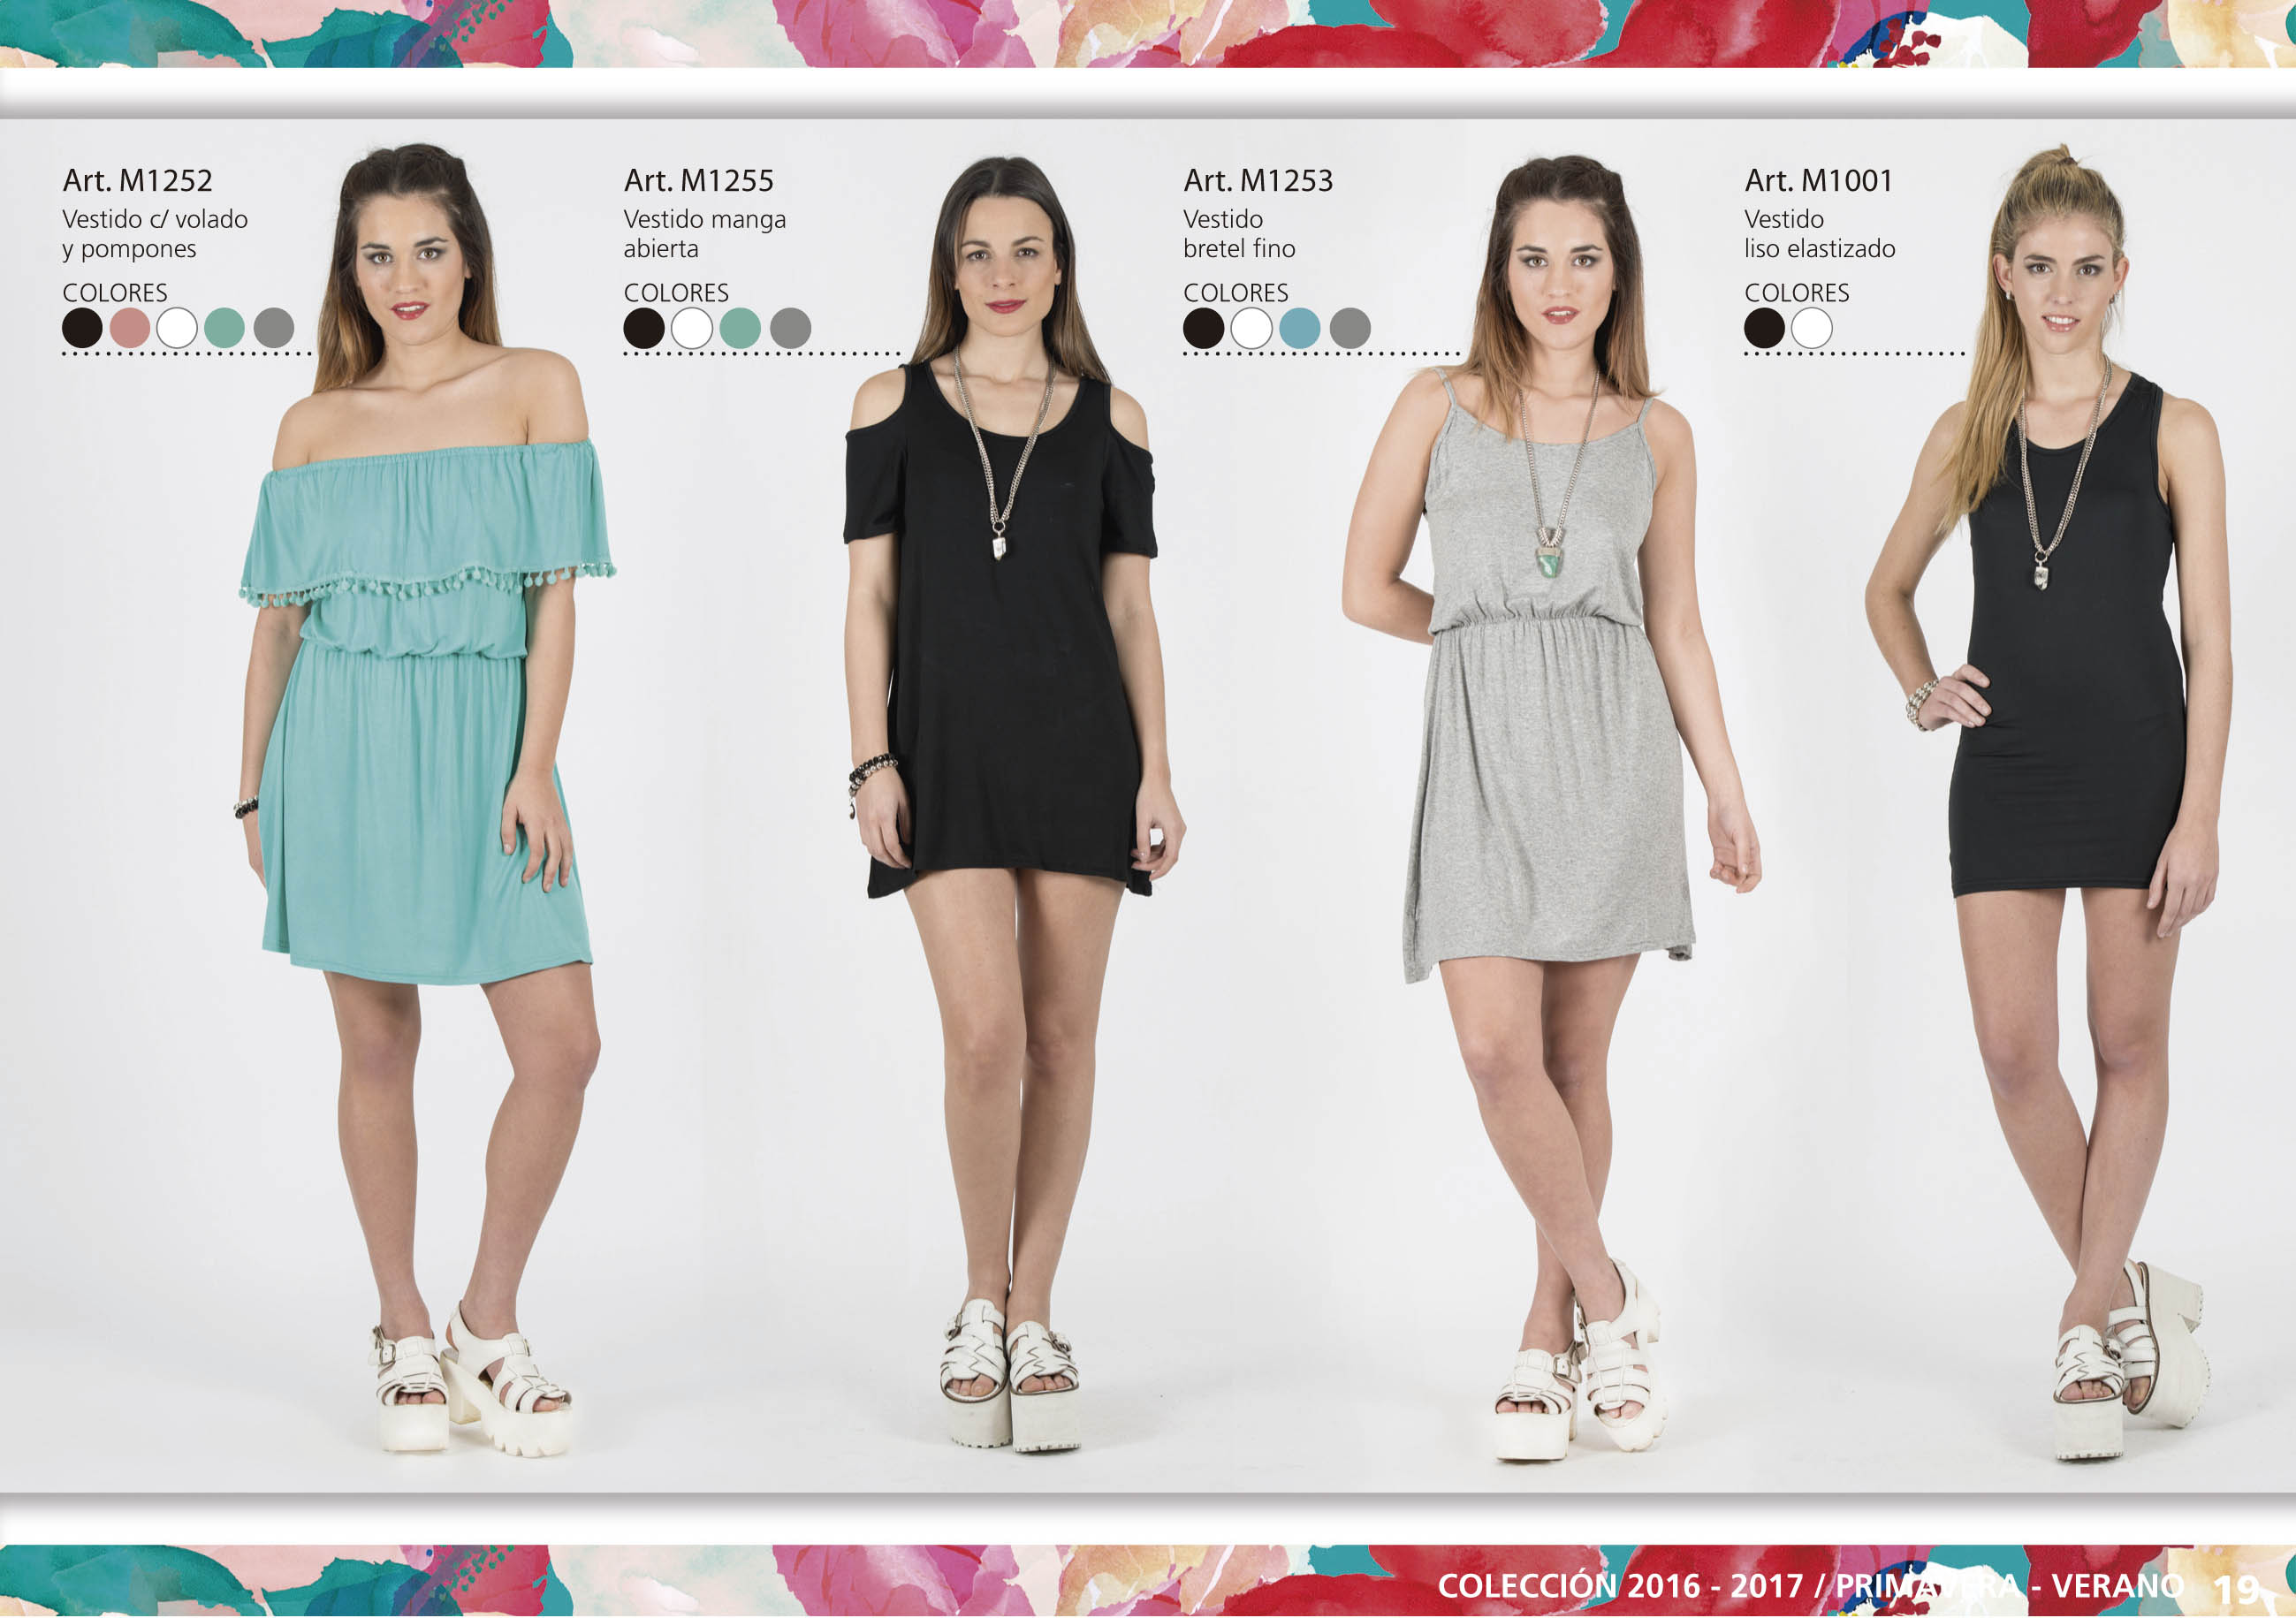 Art. M1252
Vestido c/ volado
y pompones
COLORES
Art. M1255
Vestido manga
abierta
COLORES
Art. M1253
Vestido
bretel fino
COLORES
Art. M1001
Vestido
liso elastizado
COLORES
COLECCIÓN 2016 - 2017 / PRIMAVERA - VERANO 19